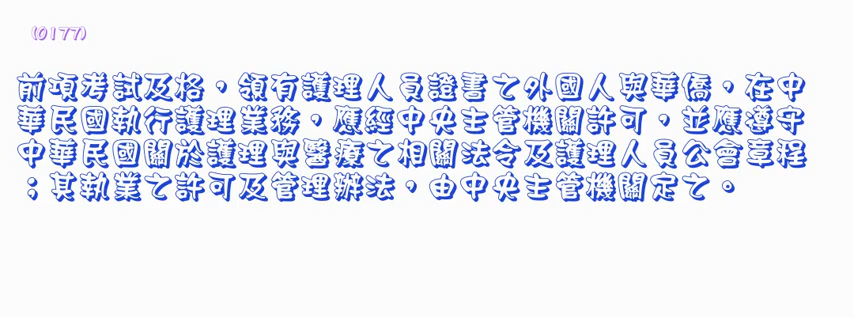 (0177)
前項考試及格，領有護理人員證書之外國人與華僑，在中
華民國執行護理業務，應經中央主管機關許可，並應遵守
中華民國關於護理與醫療之相關法令及護理人員公會章程
；其執業之許可及管理辦法，由中央主管機關定之。